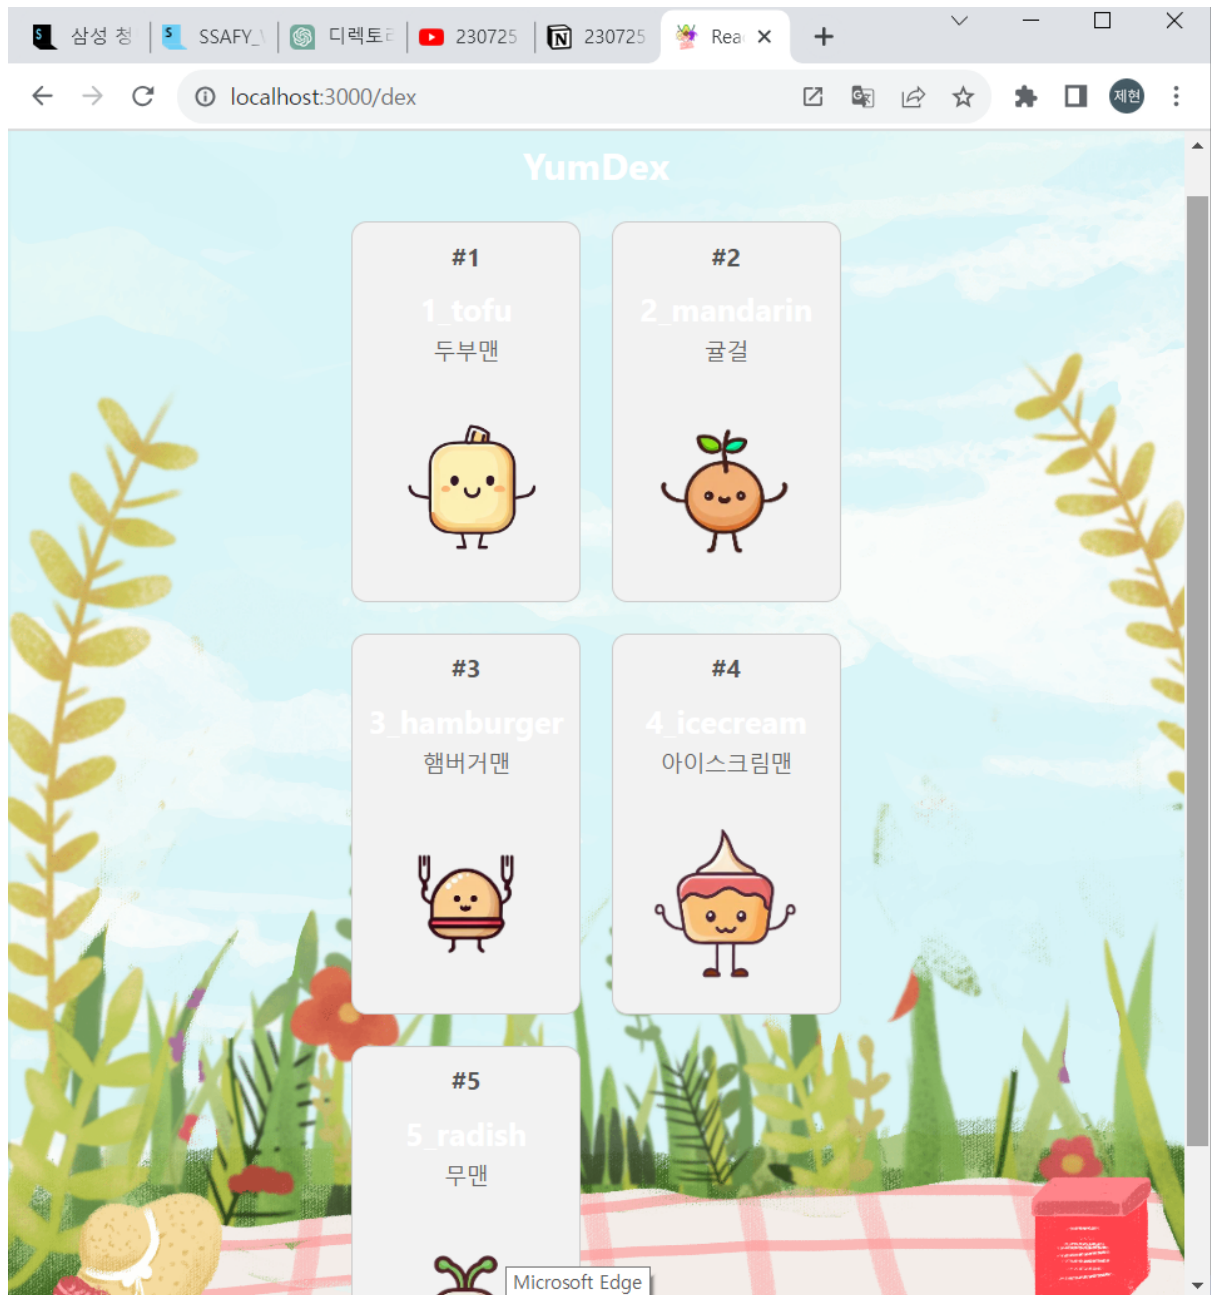 삼성 청
SSAFY_
디렉토리
230725
230725
Rea
localhost:3000/dex
제현
YumDex
#1
1_tofu
두부맨
#2
2_mandarin
귤걸
#3
3_hamburger
햄버거맨
#4
4_icecream
아이스크림맨
#5
5_radish
무맨
Microsoft Edge